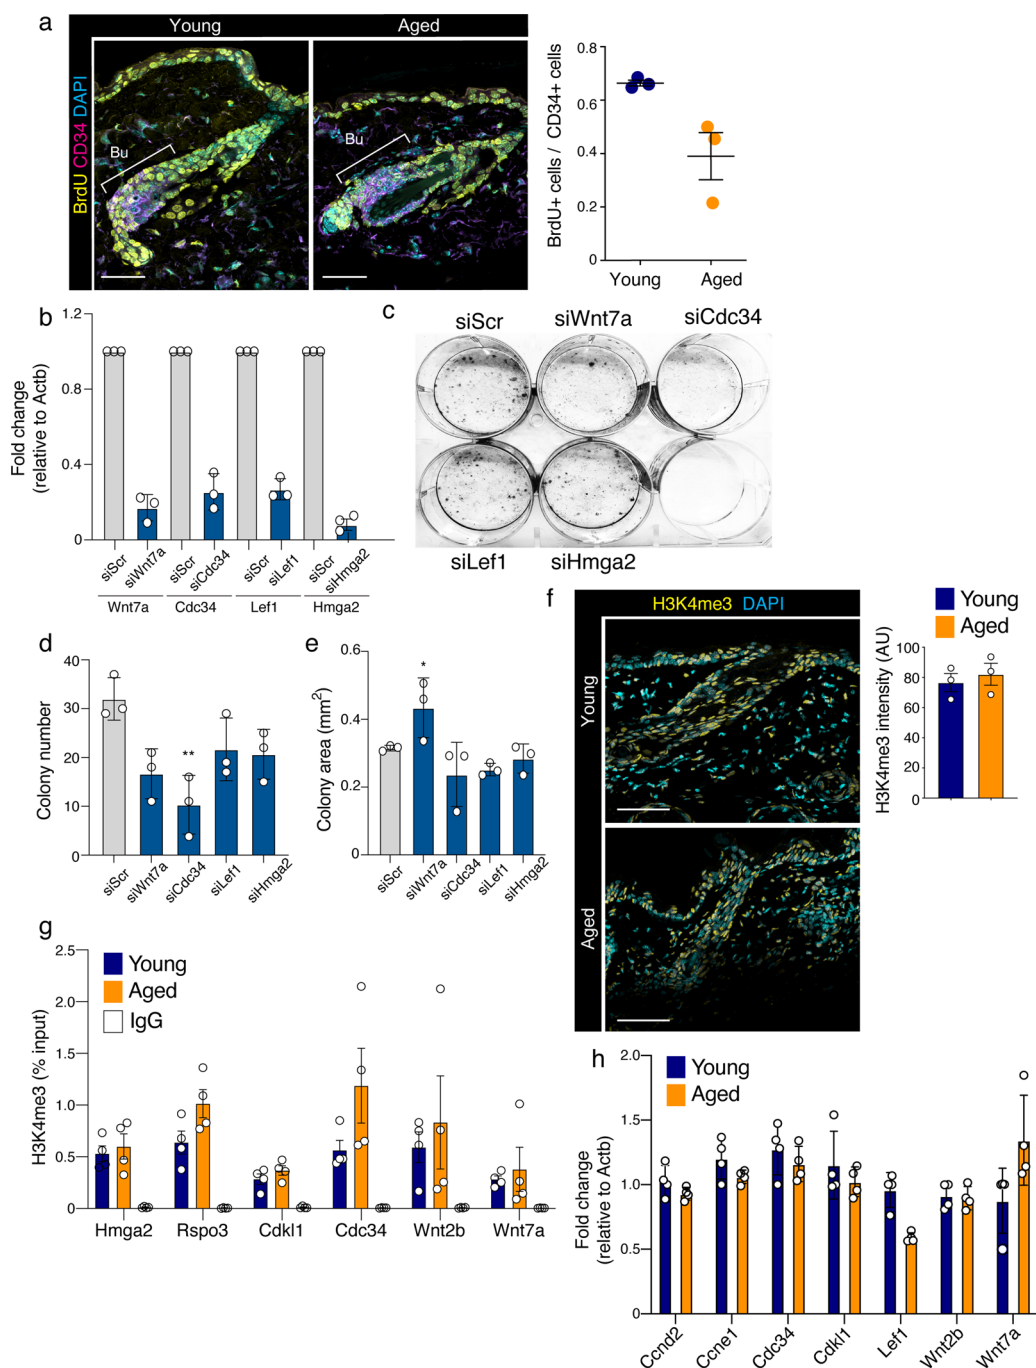 a
Young
Aged
BrdU CD34 DAPI
Bu
Bu
BrdU+ cells / CD34+ cells
0.8
0.6
0.4
0.2
0
Young
Aged
b
Fold change
(relative to Actb)
1.2
0.8
0.4
0
siScr
siWnt7a
siScr
siCdc34
siScr
siLef1
siScr
siHmga2
Wnt7a
Cdc34
Lef1
Hmga2
c
siScr
siWnt7a
siCdc34
siLef1
siHmga2
d
Colony number
40
30
20
10
0
**
siScr
siWnt7a
siCdc34
siLef1
siHmga2
e
Colony area (mm²)
0.6
0.4
0.2
0
*
siScr
siWnt7a
siCdc34
siLef1
siHmga2
f
H3K4me3 DAPI
Young
Aged
Young
Aged
H3K4me3 intensity (AU)
100
80
60
40
20
0
g
H3K4me3 (% input)
2.5
2.0
1.5
1.0
0.5
0
Young
Aged
IgG
Hmga2
Rspo3
Cdkl1
Cdc34
Wnt2b
Wnt7a
h
Fold change
(relative to Actb)
2.0
1.5
1.0
0.5
0
Young
Aged
Ccnd2
Ccne1
Cdc34
Cdkl1
Lef1
Wnt2b
Wnt7a